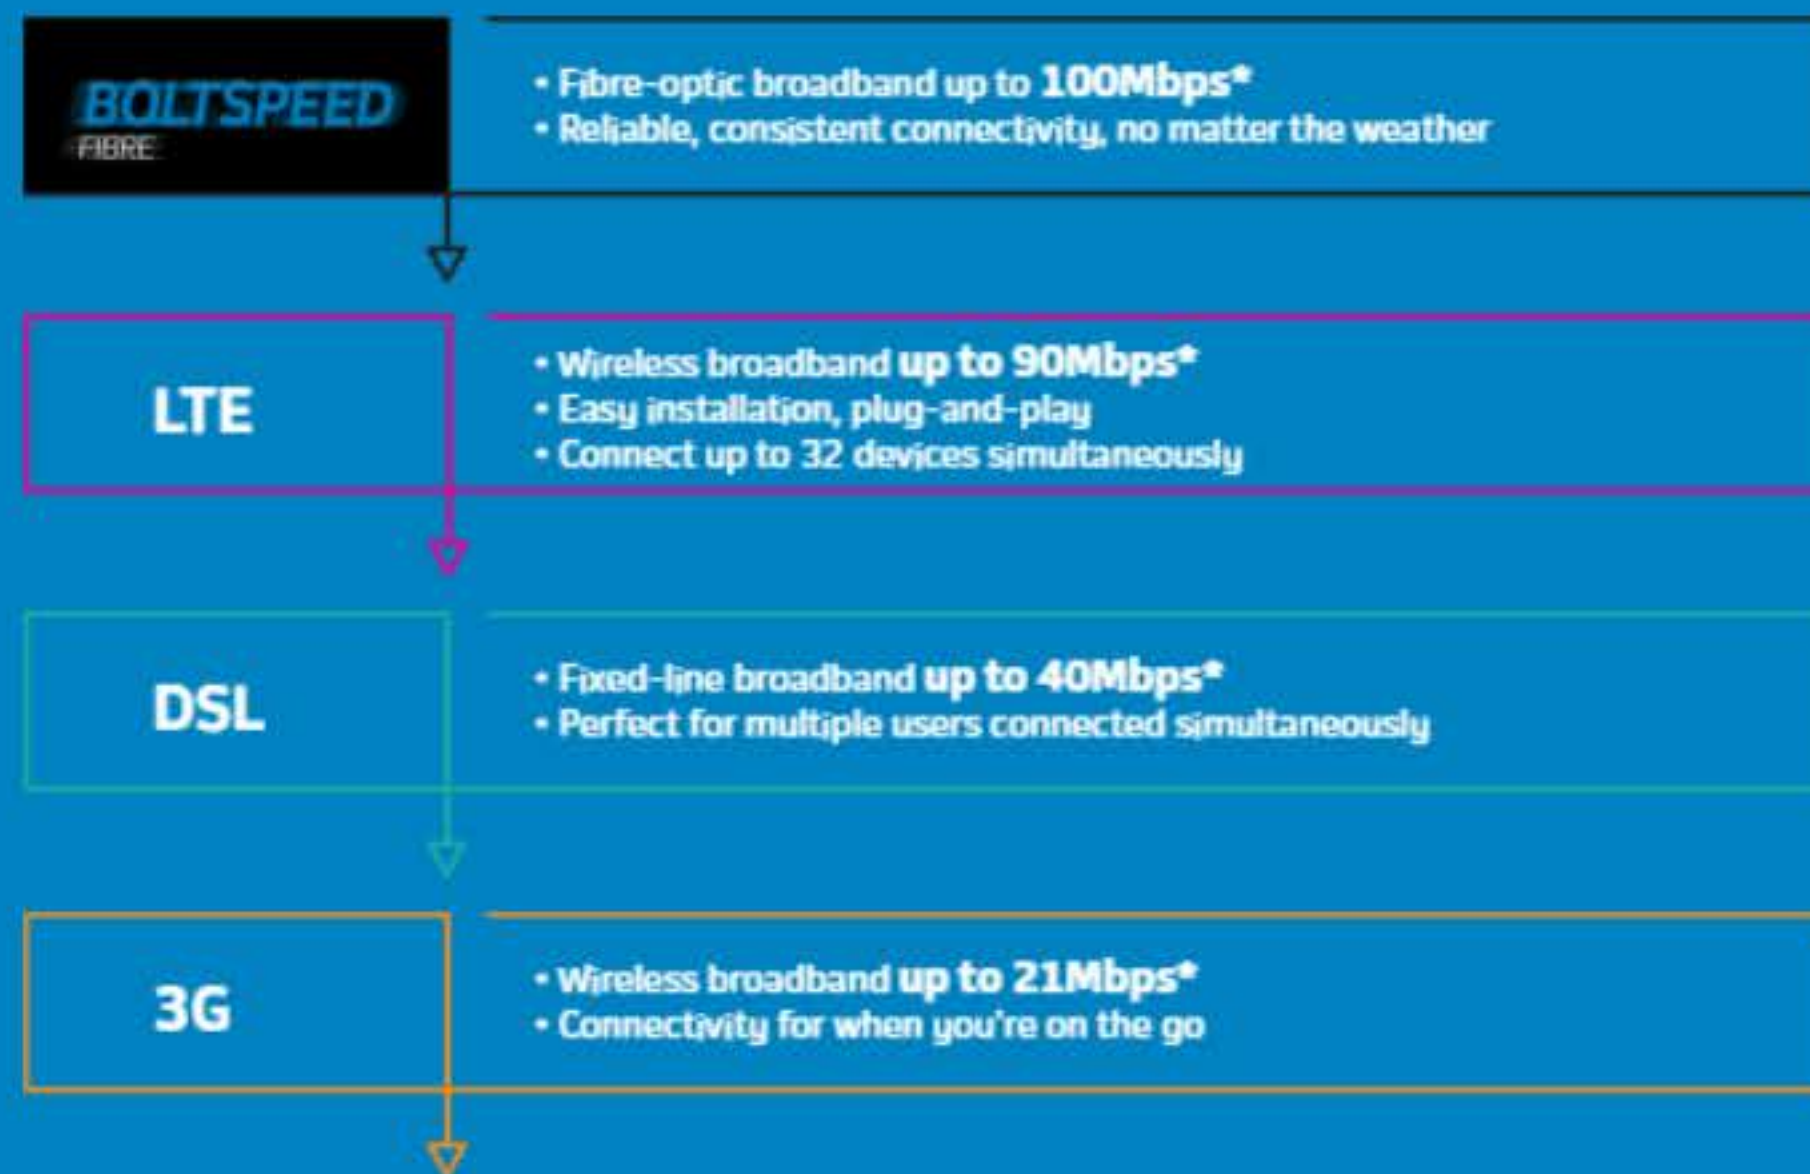 BOLTSPEED
FIBRE
• Fibre-optic broadband up to 100Mbps*
• Reliable, consistent connectivity, no matter the weather
LTE
• Wireless broadband up to 90Mbps*
• Easy installation, plug-and-play
• Connect up to 32 devices simultaneously
DSL
• Fixed-line broadband up to 40Mbps*
• Perfect for multiple users connected simultaneously
3G
• Wireless broadband up to 21Mbps*
• Connectivity for when you're on the go